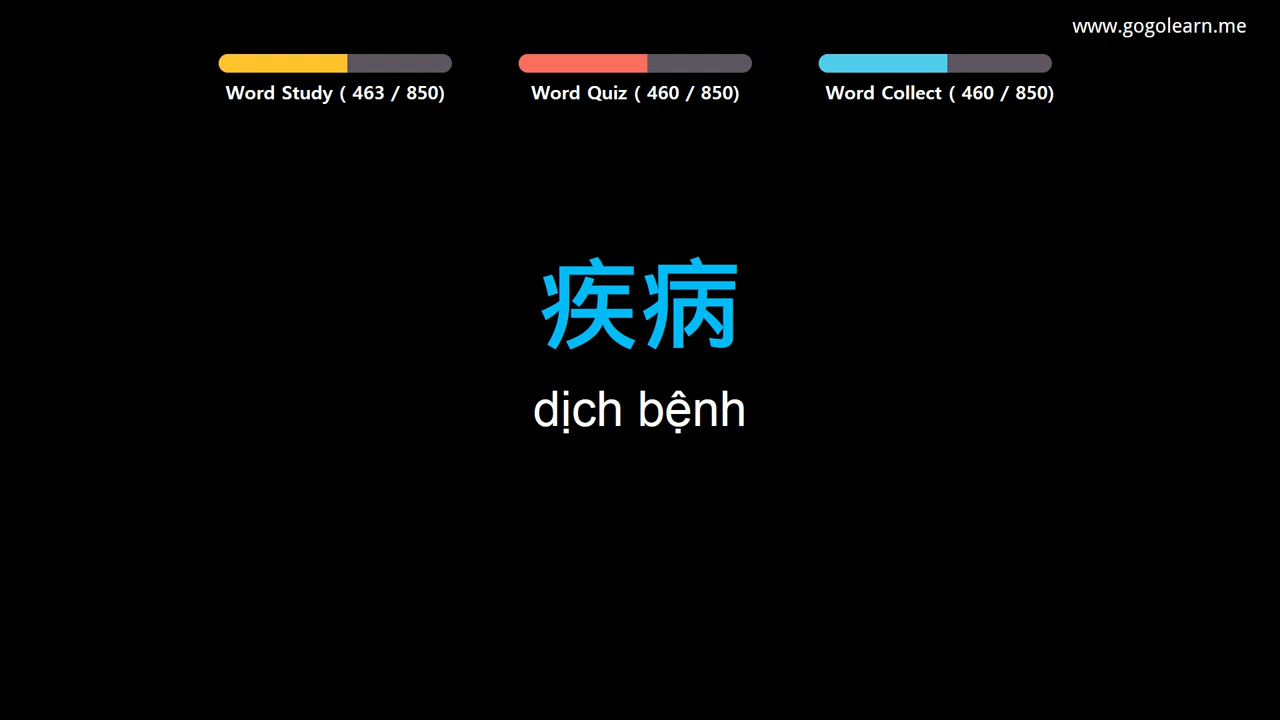 www.gogolearn.me
Word Study ( 463 / 850)
Word Quiz ( 460 / 850)
Word Collect ( 460 / 850)
疾病
dịch bệnh